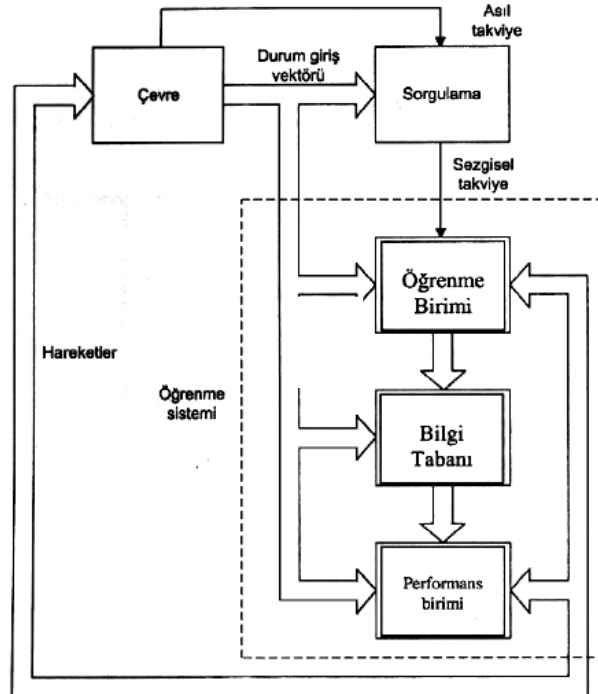 Asıl
takviye
Durum giriş
vektörü
Çevre
Sorgulama
Sezgisel
takviye
Öğrenme
Birimi
Hareketler
Öğrenme
sistemi
Bilgi
Tabanı
Performans
birimi